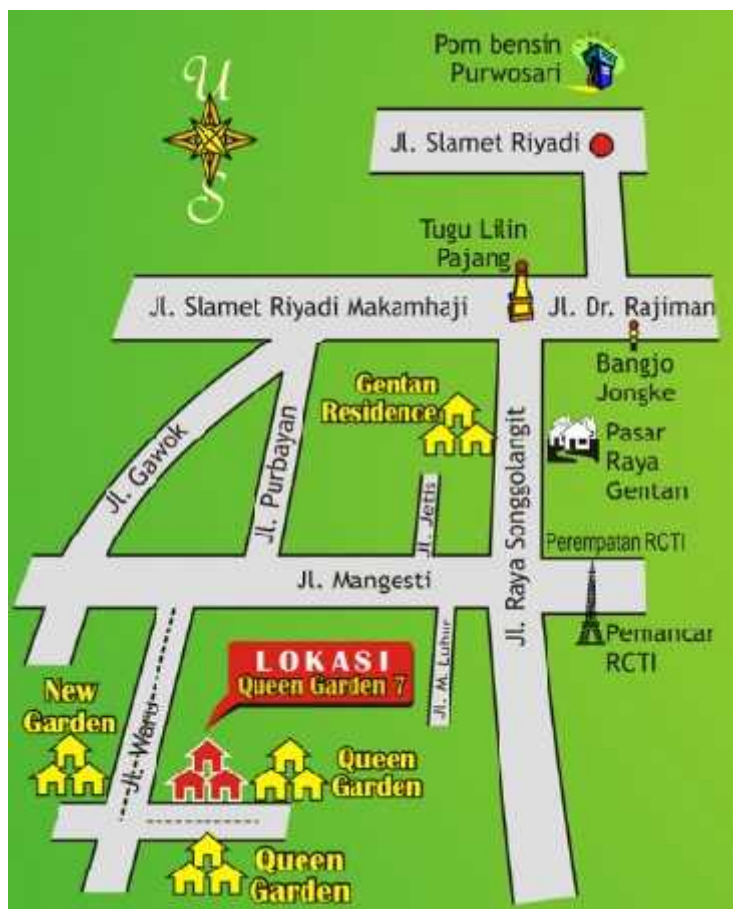 U
S
Pom bensin
Purwosari
Jl. Slamet Riyadi
Tugu Lilin
Pajang
Jl. Slamet Riyadi Makamhaji
Jl. Dr. Rajiman
Bangjo
Jongke
Gentan
Residence
Pasar
Raya
Gentan
Jl. Gawok
Jl. Purbayan
Jl. Jetis
Jl. Raya Songgolangit
Perempatan RCTI
Jl. Mangesti
Pemancar
RCTI
Jl. M. Luhur
LOKASI
Queen Garden 7
New
Garden
Jl. Waru
Queen
Garden
Queen
Garden